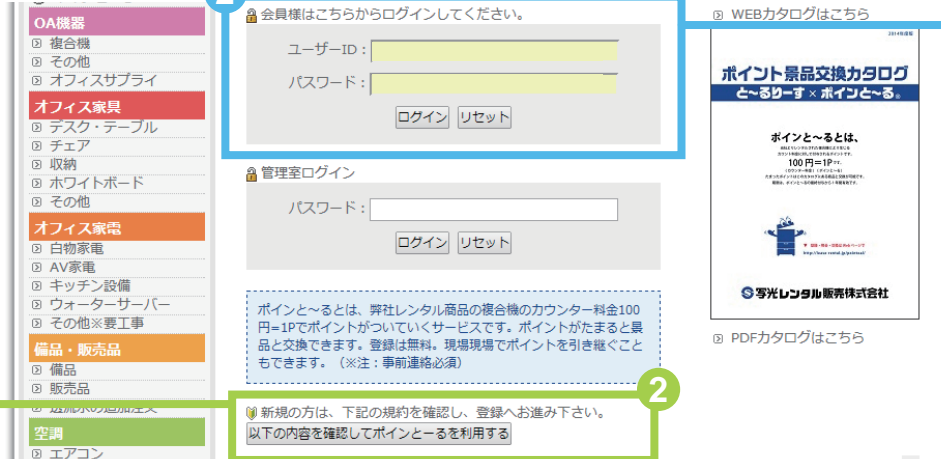 OA機器
複合機
その他
オフィスサプライ
オフィス家具
デスク・テーブル
チェア
収納
ホワイトボード
その他
オフィス家電
白物家電
AV家電
キッチン設備
ウォーターサーバー
その他※要工事
備品・販売品
備品
販売品
空調
エアコン
会員様はこちらからログインしてください。
ユーザーID：
パスワード：
ログイン リセット
管理室ログイン
パスワード：
ログイン リセット
ポインと～るとは、弊社レンタル商品の複合機のカウンター料金100
円=1Pでポイントがついていくサービスです。ポイントがたまると景
品と交換できます。登録は無料。現場現場でポイントを引き継ぐこと
もできます。（※注：事前連絡必須）
2
新規の方は、下記の規約を確認し、登録へお進み下さい。
以下の内容を確認してポインとーるを利用する
WEBカタログはこちら
2014年度版
ポイント景品交換カタログ
と～るりーす×ポインと～る®
ポインと～るとは、
100円=1Pです。
写光レンタル販売株式会社
PDFカタログはこちら